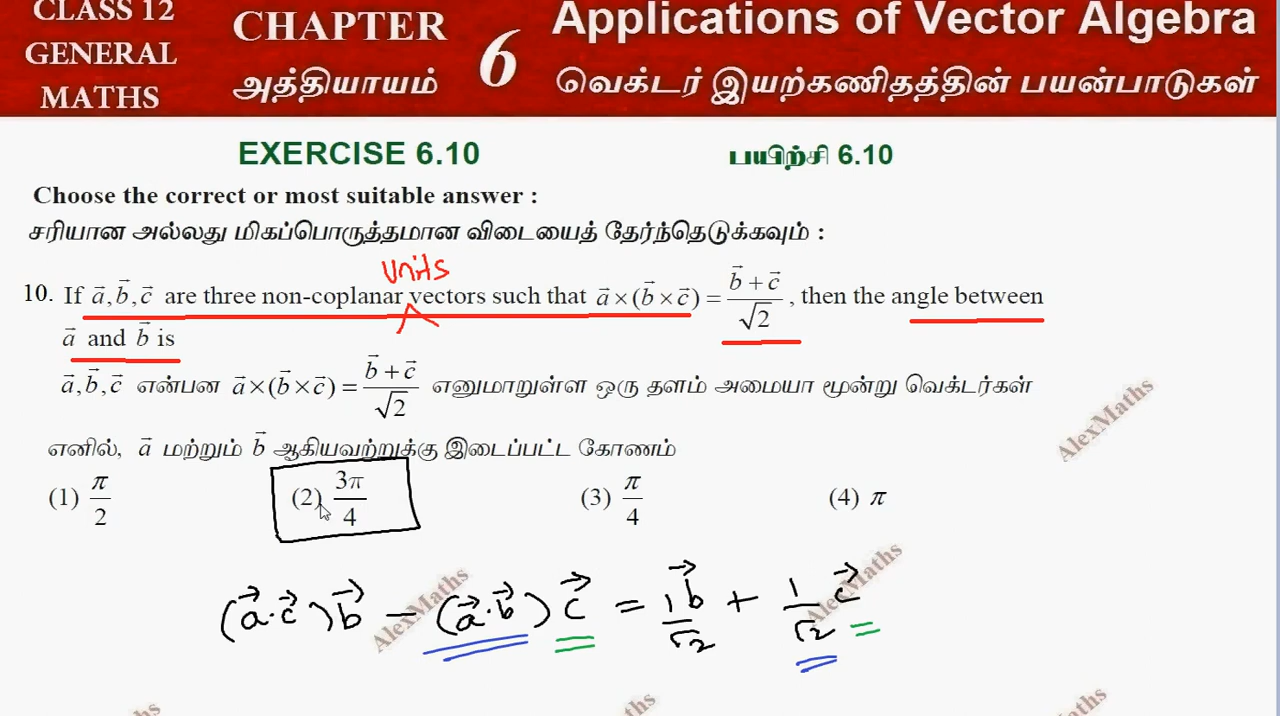 CLASS 12
GENERAL
MATHS
CHAPTER
அத்தியாயம்
6
Applications of Vector Algebra
வெக்டர் இயற்கணிதத்தின் பயன்பாடுகள்
EXERCISE 6.10
பயிற்சி 6.10
Choose the correct or most suitable answer :
சரியான அல்லது மிகப்பொருத்தமான விடையைத் தேர்ந்தெடுக்கவும் :
units
10. If a⃗, b⃗, c⃗ are three non-coplanar vectors such that a⃗ × (b⃗ × c⃗) = (b⃗ + c⃗)/√2 , then the angle between
a⃗ and b⃗ is
a⃗, b⃗, c⃗ என்பன a⃗ × (b⃗ × c⃗) = (b⃗ + c⃗)/√2 எனுமாறுள்ள ஒரு தளம் அமையா மூன்று வெக்டர்கள்
எனில், a⃗ மற்றும் b⃗ ஆகியவற்றுக்கு இடைப்பட்ட கோணம்
(1) π/2 (2) 3π/4 (3) π/4 (4) π
(a⃗·c⃗)b⃗ − (a⃗·b⃗)c⃗ = 1/√2 b⃗ + 1/√2 c⃗
AlexMaths
AlexMaths
AlexMaths